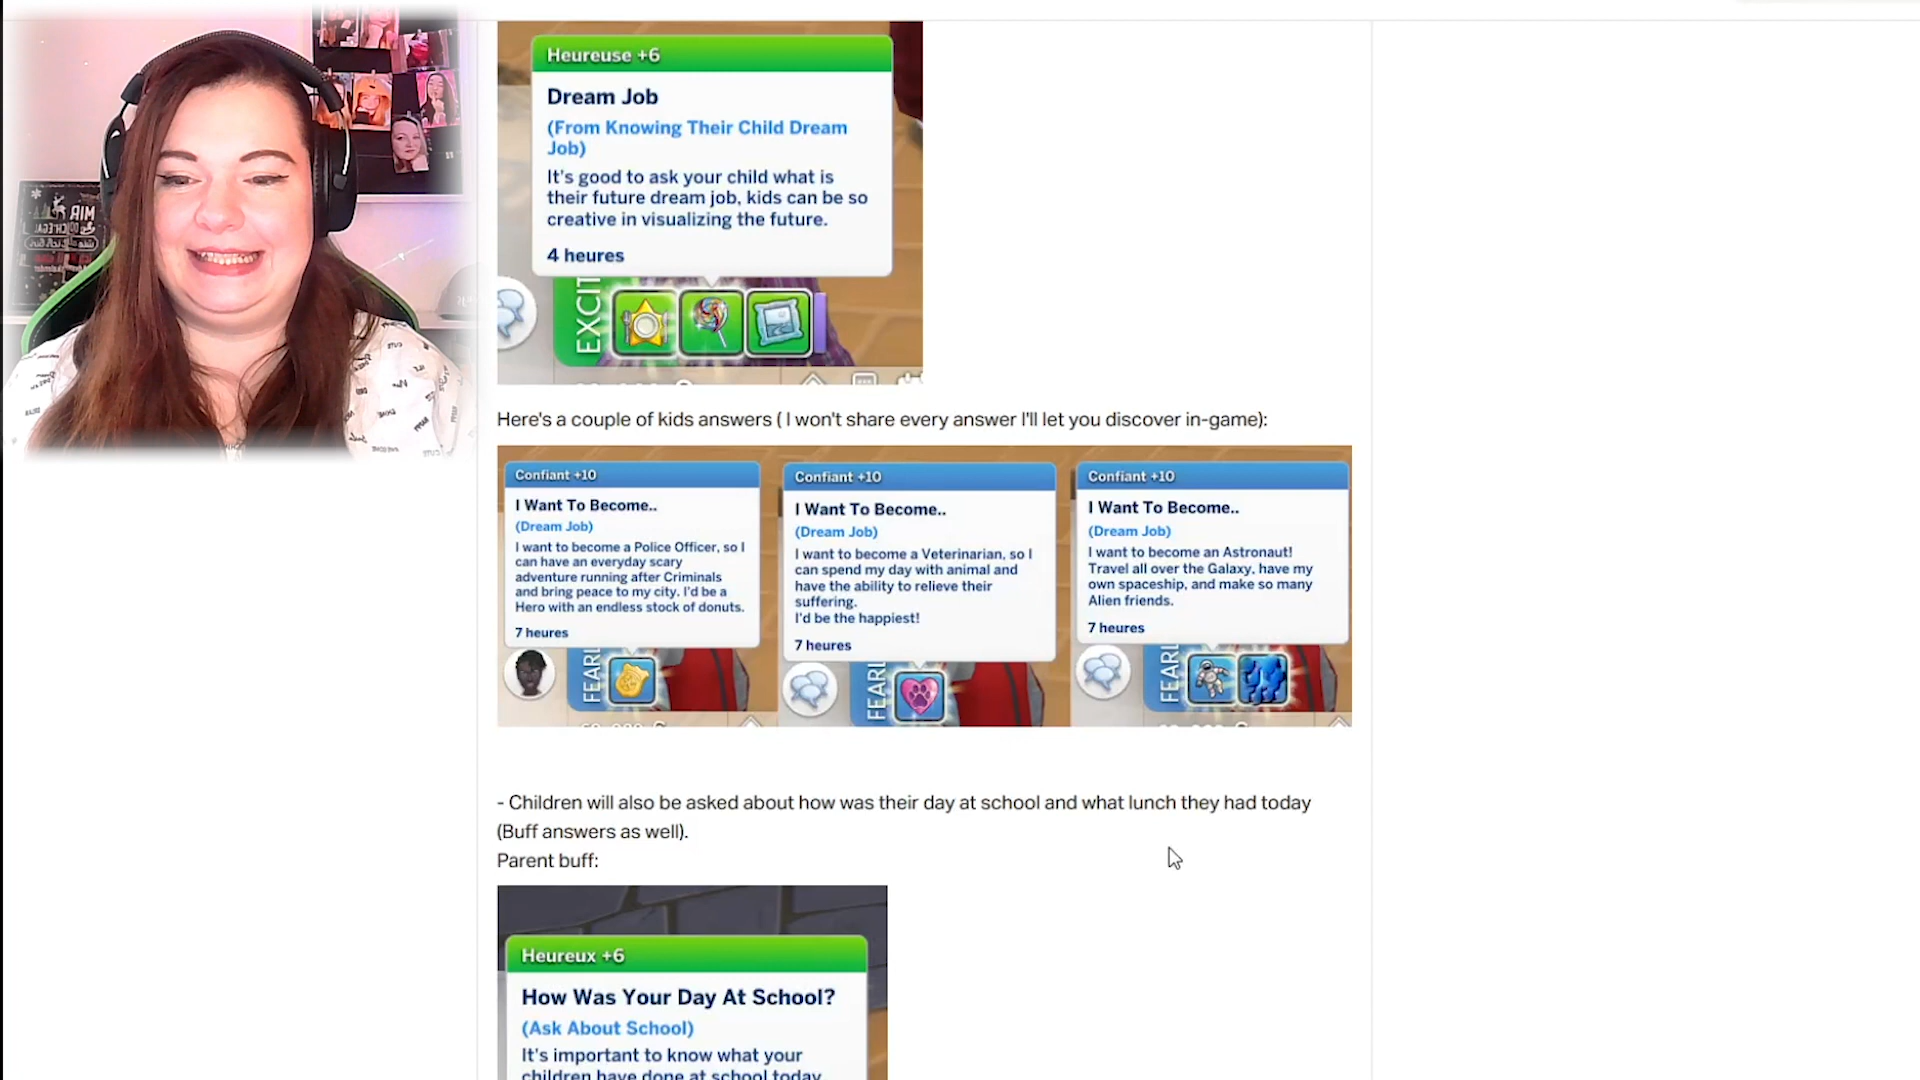 Heureuse +6
Dream Job
(From Knowing Their Child Dream
Job)
It's good to ask your child what is
their future dream job, kids can be so
creative in visualizing the future.
4 heures
EXCIT
Here's a couple of kids answers ( I won't share every answer I'll let you discover in-game):
Confiant +10
I Want To Become..
(Dream Job)
I want to become a Police Officer, so I
can have an everyday scary
adventure running after Criminals
and bring peace to my city. I'd be a
Hero with an endless stock of donuts.
7 heures
FEARL
Confiant +10
I Want To Become..
(Dream Job)
I want to become a Veterinarian, so I
can spend my day with animal and
have the ability to relieve their
suffering.
I'd be the happiest!
7 heures
FEARL
Confiant +10
I Want To Become..
(Dream Job)
I want to become an Astronaut!
Travel all over the Galaxy, have my
own spaceship, and make so many
Alien friends.
7 heures
FEARL
- Children will also be asked about how was their day at school and what lunch they had today
(Buff answers as well).
Parent buff:
Heureux +6
How Was Your Day At School?
(Ask About School)
It's important to know what your
children have done at school today